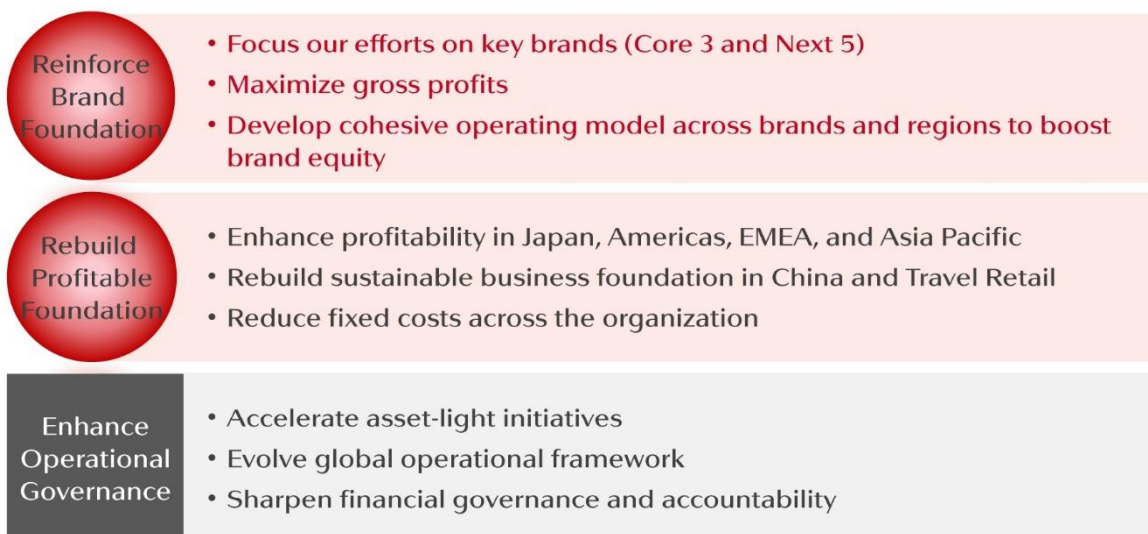 Reinforce
Brand
Foundation
• Focus our efforts on key brands (Core 3 and Next 5)
• Maximize gross profits
• Develop cohesive operating model across brands and regions to boost
brand equity
Rebuild
Profitable
Foundation
• Enhance profitability in Japan, Americas, EMEA, and Asia Pacific
• Rebuild sustainable business foundation in China and Travel Retail
• Reduce fixed costs across the organization
Enhance
Operational
Governance
• Accelerate asset-light initiatives
• Evolve global operational framework
• Sharpen financial governance and accountability